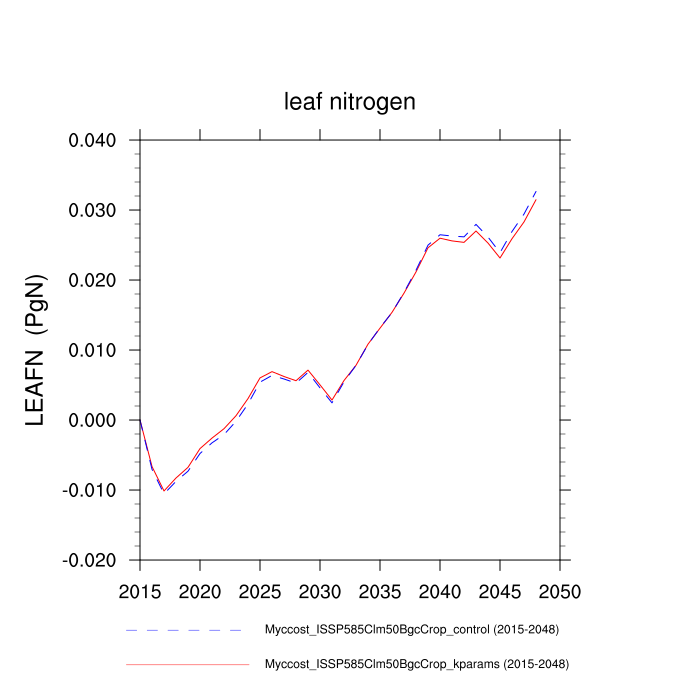 leaf nitrogen
0.040
0.030
0.020
0.010
0.000
-0.010
-0.020
LEAFN (PgN)
2015 2020 2025 2030 2035 2040 2045 2050
Myccost_ISSP585Clm50BgcCrop_control (2015-2048)
Myccost_ISSP585Clm50BgcCrop_kparams (2015-2048)